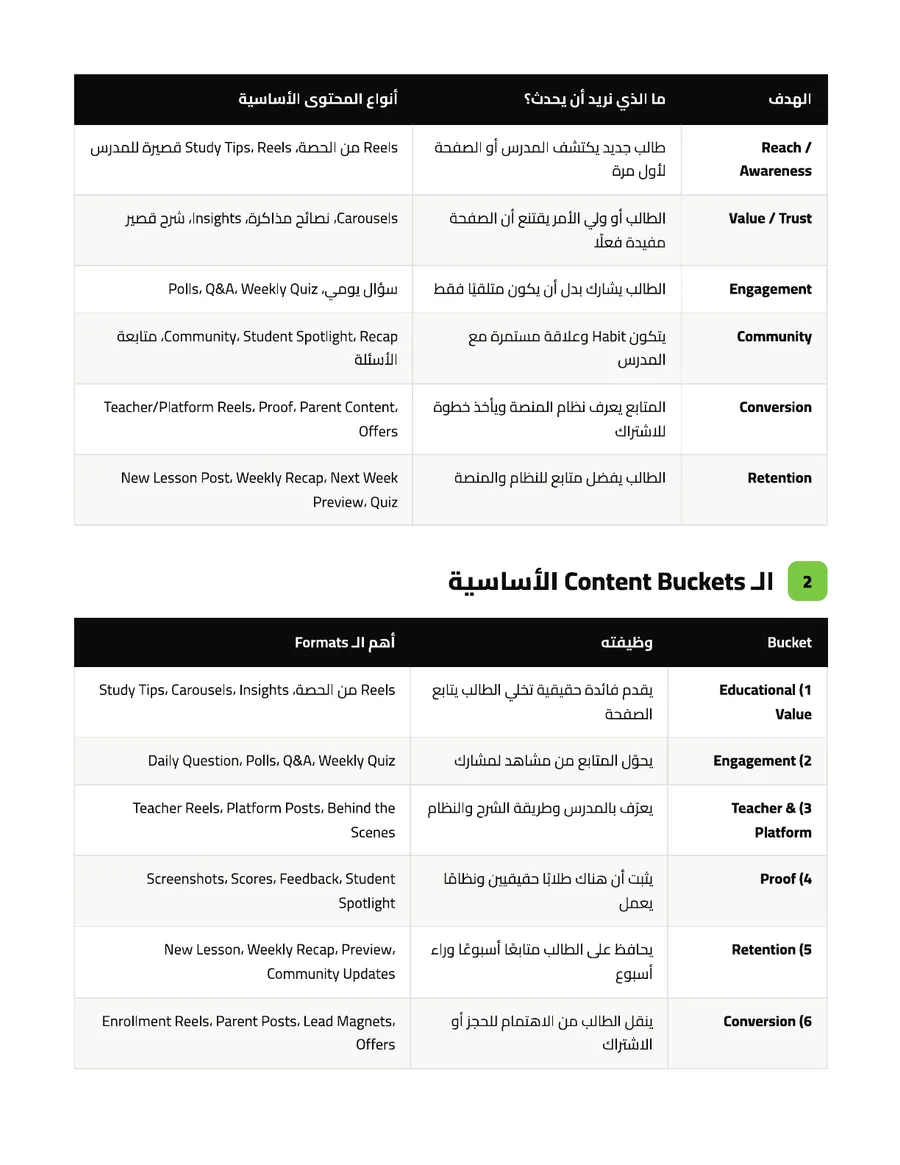 الهدف
ما الذي نريد أن يحدث؟
أنواع المحتوى الأساسية
Reach /
Awareness
طالب جديد يكتشف المدرس أو الصفحة
لأول مرة
Reels من الحصة، Study Tips، Reels قصيرة للمدرس
Value / Trust
الطالب أو ولي الأمر يقتنع أن الصفحة
مفيدة فعلًا
Carousels، نصائح مذاكرة، Insights، شرح قصير
Engagement
الطالب يشارك بدل أن يكون متلقيًا فقط
سؤال يومي، Polls، Q&A، Weekly Quiz
Community
يتكون Habit وعلاقة مستمرة مع
المدرس
Community، Student Spotlight، Recap، متابعة
الأسئلة
Conversion
المتابع يعرف نظام المنصة ويأخذ خطوة
للاشتراك
Teacher/Platform Reels، Proof، Parent Content،
Offers
Retention
الطالب يفضل متابع للنظام والمنصة
New Lesson Post، Weekly Recap، Next Week
Preview، Quiz
2
الـ Content Buckets الأساسية
Bucket
وظيفته
أهم الـ Formats
1) Educational
Value
يقدم فائدة حقيقية تخلي الطالب يتابع
الصفحة
Reels من الحصة، Study Tips، Carousels، Insights
2) Engagement
يحوّل المتابع من مشاهد لمشارك
Daily Question، Polls، Q&A، Weekly Quiz
3) Teacher &
Platform
يعرّف بالمدرس وطريقة الشرح والنظام
Teacher Reels، Platform Posts، Behind the
Scenes
4) Proof
يثبت أن هناك طلابًا حقيقيين ونظامًا
يعمل
Screenshots، Scores، Feedback، Student
Spotlight
5) Retention
يحافظ على الطالب متابعًا أسبوعًا وراء
أسبوع
New Lesson، Weekly Recap، Preview،
Community Updates
6) Conversion
ينقل الطالب من الاهتمام للحجز أو
الاشتراك
Enrollment Reels، Parent Posts، Lead Magnets،
Offers